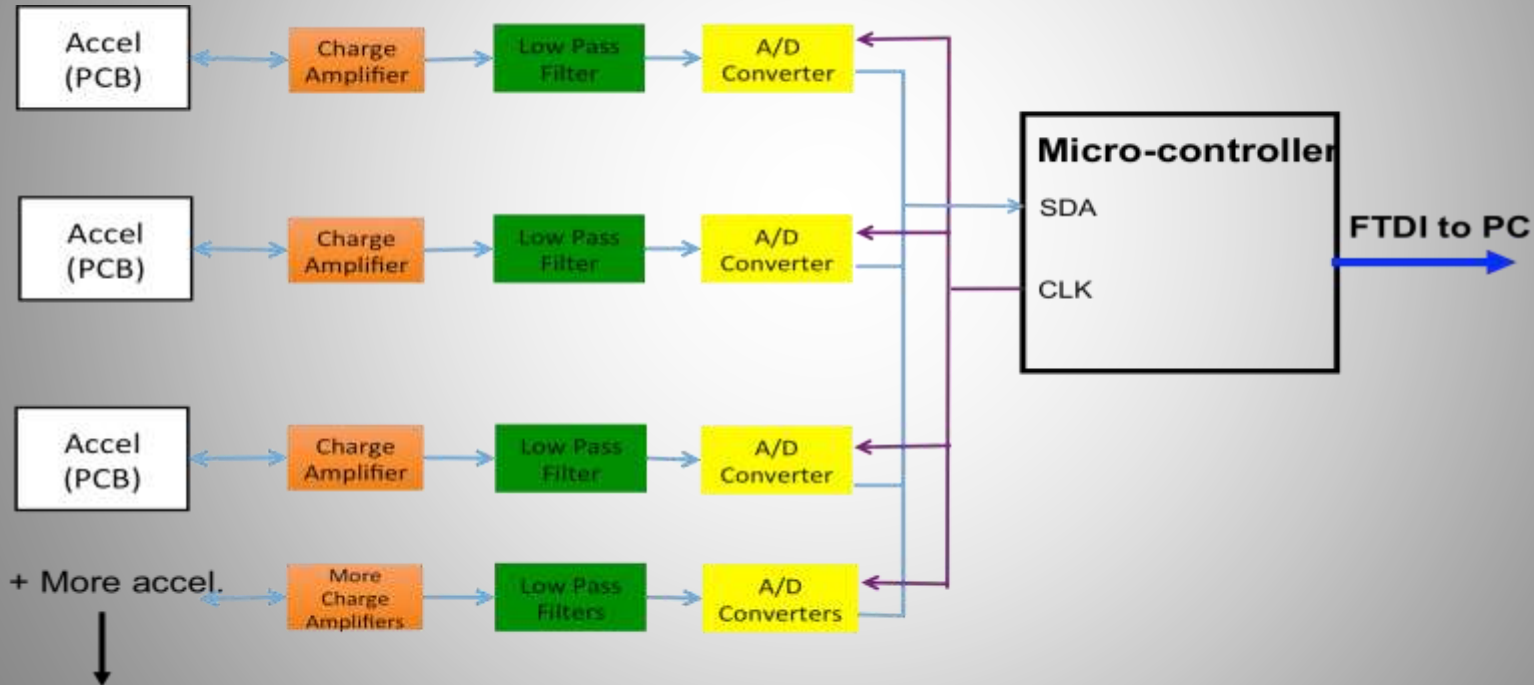 Accel
(PCB)
Charge
Amplifier
Low Pass
Filter
A/D
Converter
Accel
(PCB)
Charge
Amplifier
Low Pass
Filter
A/D
Converter
Accel
(PCB)
Charge
Amplifier
Low Pass
Filter
A/D
Converter
+ More accel.
More
Charge
Amplifiers
Low Pass
Filters
A/D
Converters
Micro-controller
SDA
CLK
FTDI to PC